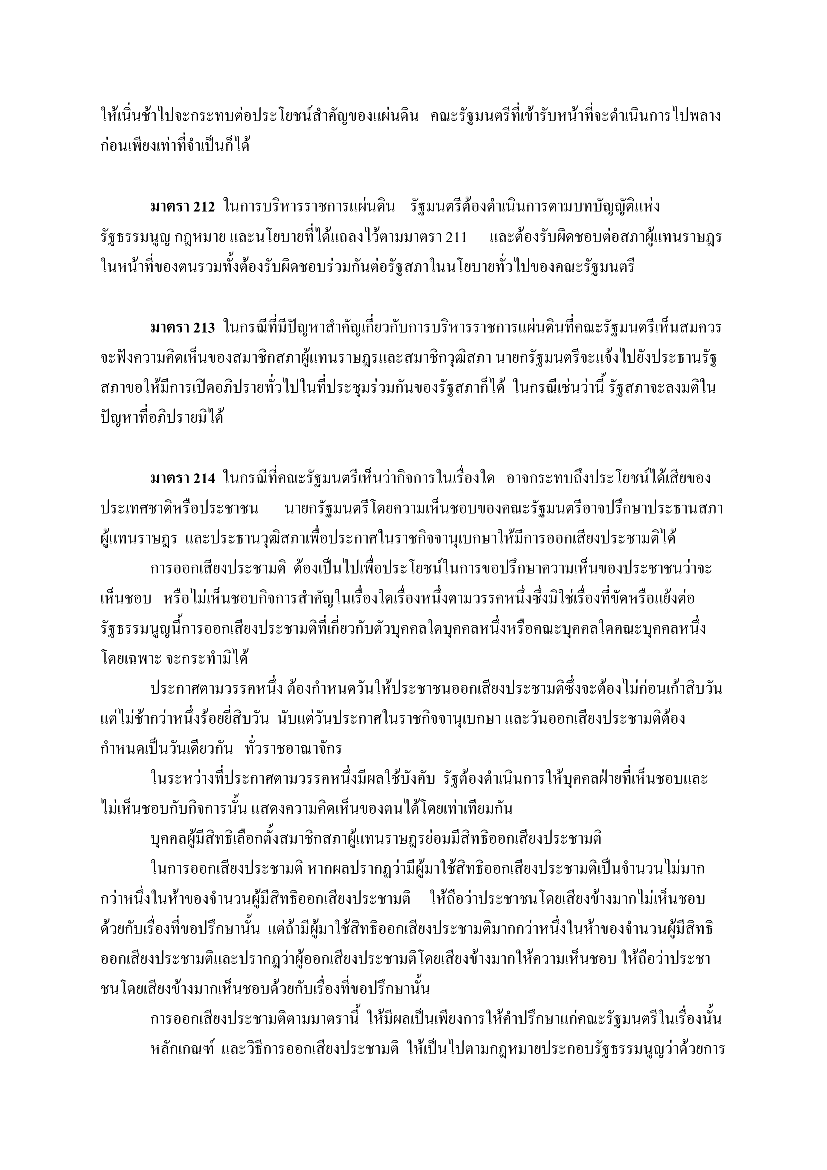 ให้เนิ่นช้าไปจะกระทบต่อประโยชน์สำคัญของแผ่นดิน คณะรัฐมนตรีที่เข้ารับหน้าที่จะดำเนินการไปพลาง
ก่อนเพียงเท่าที่จำเป็นก็ได้
มาตรา 212 ในการบริหารราชการแผ่นดิน รัฐมนตรีต้องดำเนินการตามบทบัญญัติแห่ง
รัฐธรรมนูญ กฎหมาย และนโยบายที่ได้แถลงไว้ตามมาตรา 211 และต้องรับผิดชอบต่อสภาผู้แทนราษฎร
ในหน้าที่ของตนรวมทั้งต้องรับผิดชอบร่วมกันต่อรัฐสภาในนโยบายทั่วไปของคณะรัฐมนตรี
มาตรา 213 ในกรณีที่มีปัญหาสำคัญเกี่ยวกับการบริหารราชการแผ่นดินที่คณะรัฐมนตรีเห็นสมควร
จะฟังความคิดเห็นของสมาชิกสภาผู้แทนราษฎรและสมาชิกวุฒิสภา นายกรัฐมนตรีจะแจ้งไปยังประธานรัฐ
สภาขอให้มีการเปิดอภิปรายทั่วไปในที่ประชุมร่วมกันของรัฐสภาก็ได้ ในกรณีเช่นว่านี้ รัฐสภาจะลงมติใน
ปัญหาที่อภิปรายมิได้
มาตรา 214 ในกรณีที่คณะรัฐมนตรีเห็นว่ากิจการในเรื่องใด อาจกระทบถึงประโยชน์ได้เสียของ
ประเทศชาติหรือประชาชน นายกรัฐมนตรีโดยความเห็นชอบของคณะรัฐมนตรีอาจปรึกษาประธานสภา
ผู้แทนราษฎร และประธานวุฒิสภาเพื่อประกาศในราชกิจจานุเบกษาให้มีการออกเสียงประชามติได้
การออกเสียงประชามติ ต้องเป็นไปเพื่อประโยชน์ในการขอปรึกษาความเห็นของประชาชนว่าจะ
เห็นชอบ หรือไม่เห็นชอบกิจการสำคัญในเรื่องใดเรื่องหนึ่งตามวรรคหนึ่งซึ่งมิใช่เรื่องที่ขัดหรือแย้งต่อ
รัฐธรรมนูญนี้การออกเสียงประชามติที่เกี่ยวกับตัวบุคคลใดบุคคลหนึ่งหรือคณะบุคคลใดคณะบุคคลหนึ่ง
โดยเฉพาะ จะกระทำมิได้
ประกาศตามวรรคหนึ่ง ต้องกำหนดวันให้ประชาชนออกเสียงประชามติซึ่งจะต้องไม่ก่อนเก้าสิบวัน
แต่ไม่ช้ากว่าหนึ่งร้อยยี่สิบวัน นับแต่วันประกาศในราชกิจจานุเบกษา และวันออกเสียงประชามติต้อง
กำหนดเป็นวันเดียวกัน ทั่วราชอาณาจักร
ในระหว่างที่ประกาศตามวรรคหนึ่งมีผลใช้บังคับ รัฐต้องดำเนินการให้บุคคลฝ่ายที่เห็นชอบและ
ไม่เห็นชอบกับกิจการนั้น แสดงความคิดเห็นของตนได้โดยเท่าเทียมกัน
บุคคลผู้มีสิทธิเลือกตั้งสมาชิกสภาผู้แทนราษฎรย่อมมีสิทธิออกเสียงประชามติ
ในการออกเสียงประชามติ หากผลปรากฏว่ามีผู้มาใช้สิทธิออกเสียงประชามติเป็นจำนวนไม่มาก
กว่าหนึ่งในห้าของจำนวนผู้มีสิทธิออกเสียงประชามติ ให้ถือว่าประชาชนโดยเสียงข้างมากไม่เห็นชอบ
ด้วยกับเรื่องที่ขอปรึกษานั้น แต่ถ้ามีผู้มาใช้สิทธิออกเสียงประชามติมากกว่าหนึ่งในห้าของจำนวนผู้มีสิทธิ
ออกเสียงประชามติและปรากฏว่าผู้ออกเสียงประชามติโดยเสียงข้างมากให้ความเห็นชอบ ให้ถือว่าประชา
ชนโดยเสียงข้างมากเห็นชอบด้วยกับเรื่องที่ขอปรึกษานั้น
การออกเสียงประชามติตามมาตรานี้ ให้มีผลเป็นเพียงการให้คำปรึกษาแก่คณะรัฐมนตรีในเรื่องนั้น
หลักเกณฑ์ และวิธีการออกเสียงประชามติ ให้เป็นไปตามกฎหมายประกอบรัฐธรรมนูญว่าด้วยการ